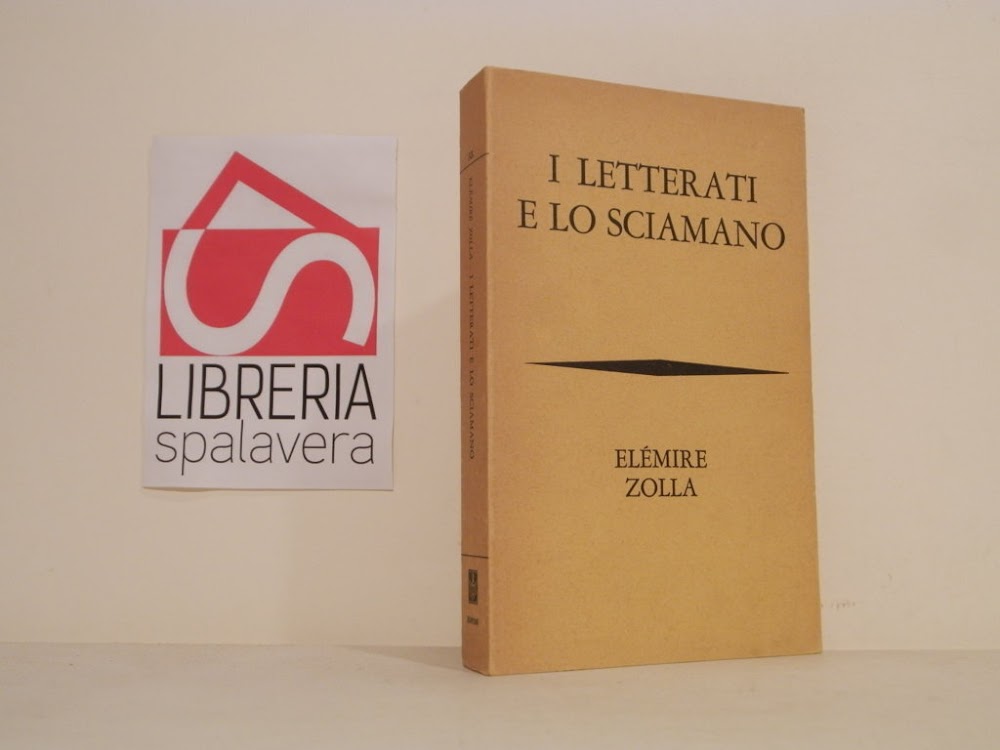 LIBRERIA
spalavera
ELÉMIRE ZOLLA I LETTERATI E LO SCIAMANO
I LETTERATI
E LO SCIAMANO
ELÉMIRE
ZOLLA